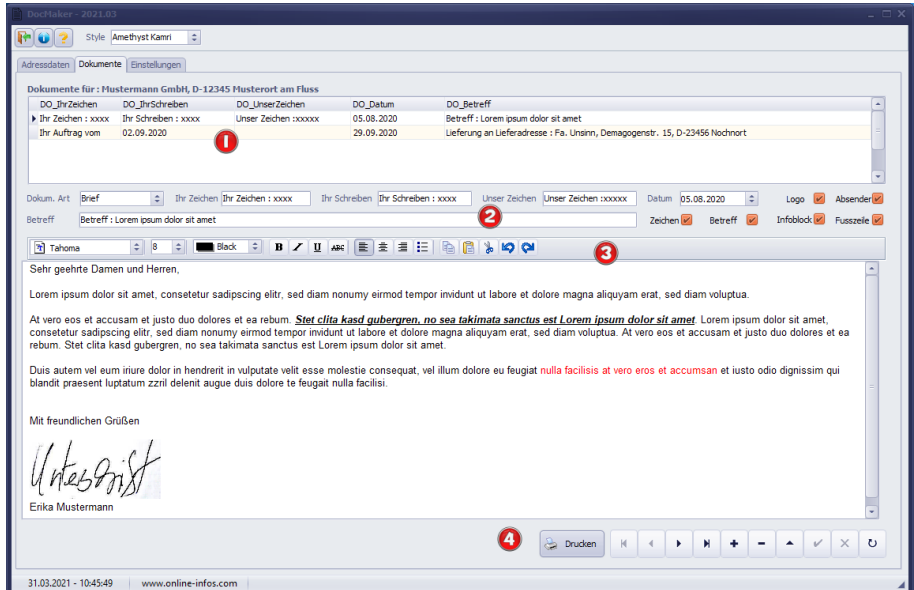 DocMaker - 2021.03
Style Amethyst Kamri
Adressdaten Dokumente Einstellungen
Dokumente für : Mustermann GmbH, D-12345 Musterort am Fluss
DO_IhrZeichen DO_IhrSchreiben DO_UnserZeichen DO_Datum DO_Betreff
Ihr Zeichen : xxxx Ihr Schreiben : xxxx Unser Zeichen :xxxxx 05.08.2020 Betreff : Lorem ipsum dolor sit amet
Ihr Auftrag vom 02.09.2020 29.09.2020 Lieferung an Lieferadresse : Fa. Unsinn, Demagogenstr. 15, D-23456 Nochnort
1
Dokum. Art Brief Ihr Zeichen Ihr Zeichen : xxxx Ihr Schreiben Ihr Schreiben : xxxx Unser Zeichen Unser Zeichen :xxxxx Datum 05.08.2020 Logo Absender
Betreff Betreff : Lorem ipsum dolor sit amet 2 Zeichen Betreff Infoblock Fusszeile
Tahoma 8 Black B I U ABC 3
Sehr geehrte Damen und Herren,
Lorem ipsum dolor sit amet, consetetur sadipscing elitr, sed diam nonumy eirmod tempor invidunt ut labore et dolore magna aliquyam erat, sed diam voluptua.
At vero eos et accusam et justo duo dolores et ea rebum. Stet clita kasd gubergren, no sea takimata sanctus est Lorem ipsum dolor sit amet. Lorem ipsum dolor sit amet,
consetetur sadipscing elitr, sed diam nonumy eirmod tempor invidunt ut labore et dolore magna aliquyam erat, sed diam voluptua. At vero eos et accusam et justo duo dolores et ea
rebum. Stet clita kasd gubergren, no sea takimata sanctus est Lorem ipsum dolor sit amet.
Duis autem vel eum iriure dolor in hendrerit in vulputate velit esse molestie consequat, vel illum dolore eu feugiat nulla facilisis at vero eros et accumsan et iusto odio dignissim qui
blandit praesent luptatum zzril delenit augue duis dolore te feugait nulla facilisi.
Mit freundlichen Grüßen
Unterschrift
Erika Mustermann
4 Drucken
31.03.2021 - 10:45:49 www.online-infos.com